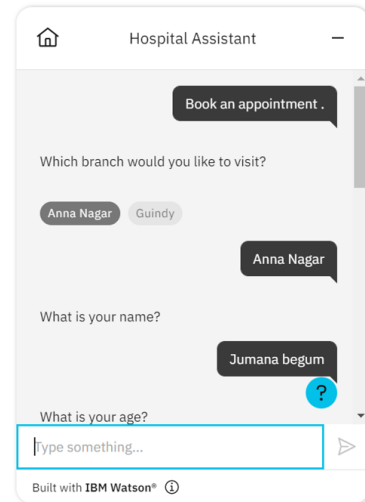 Hospital Assistant
Book an appointment .
Which branch would you like to visit?
Anna Nagar Guindy
Anna Nagar
What is your name?
Jumana begum
?
What is your age?
Type something...
Built with IBM Watson®